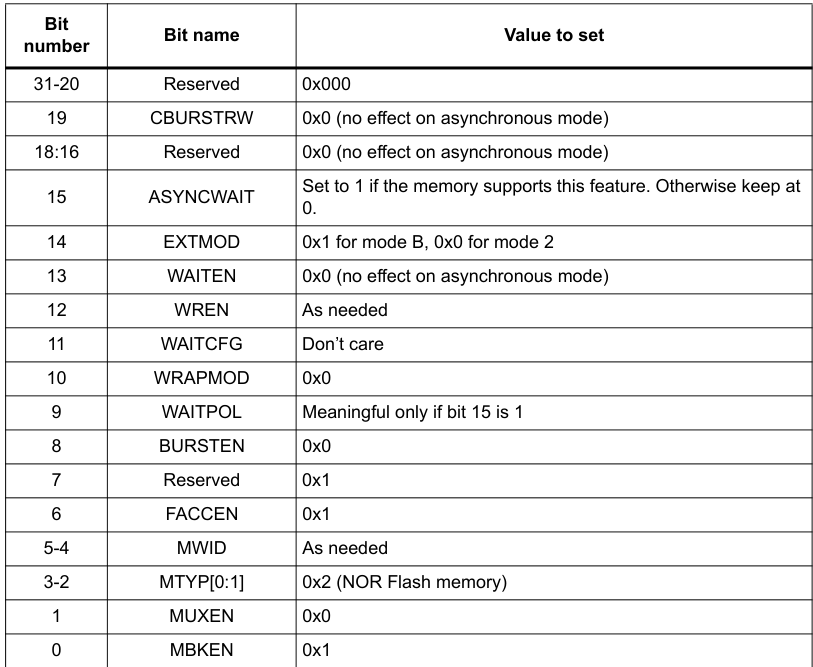 Bit number Bit name Value to set
31-20 Reserved 0x000
19 CBURSTRW 0x0 (no effect on asynchronous mode)
18:16 Reserved 0x0 (no effect on asynchronous mode)
15 ASYNCWAIT Set to 1 if the memory supports this feature. Otherwise keep at
0.
14 EXTMOD 0x1 for mode B, 0x0 for mode 2
13 WAITEN 0x0 (no effect on asynchronous mode)
12 WREN As needed
11 WAITCFG Don’t care
10 WRAPMOD 0x0
9 WAITPOL Meaningful only if bit 15 is 1
8 BURSTEN 0x0
7 Reserved 0x1
6 FACCEN 0x1
5-4 MWID As needed
3-2 MTYP[0:1] 0x2 (NOR Flash memory)
1 MUXEN 0x0
0 MBKEN 0x1